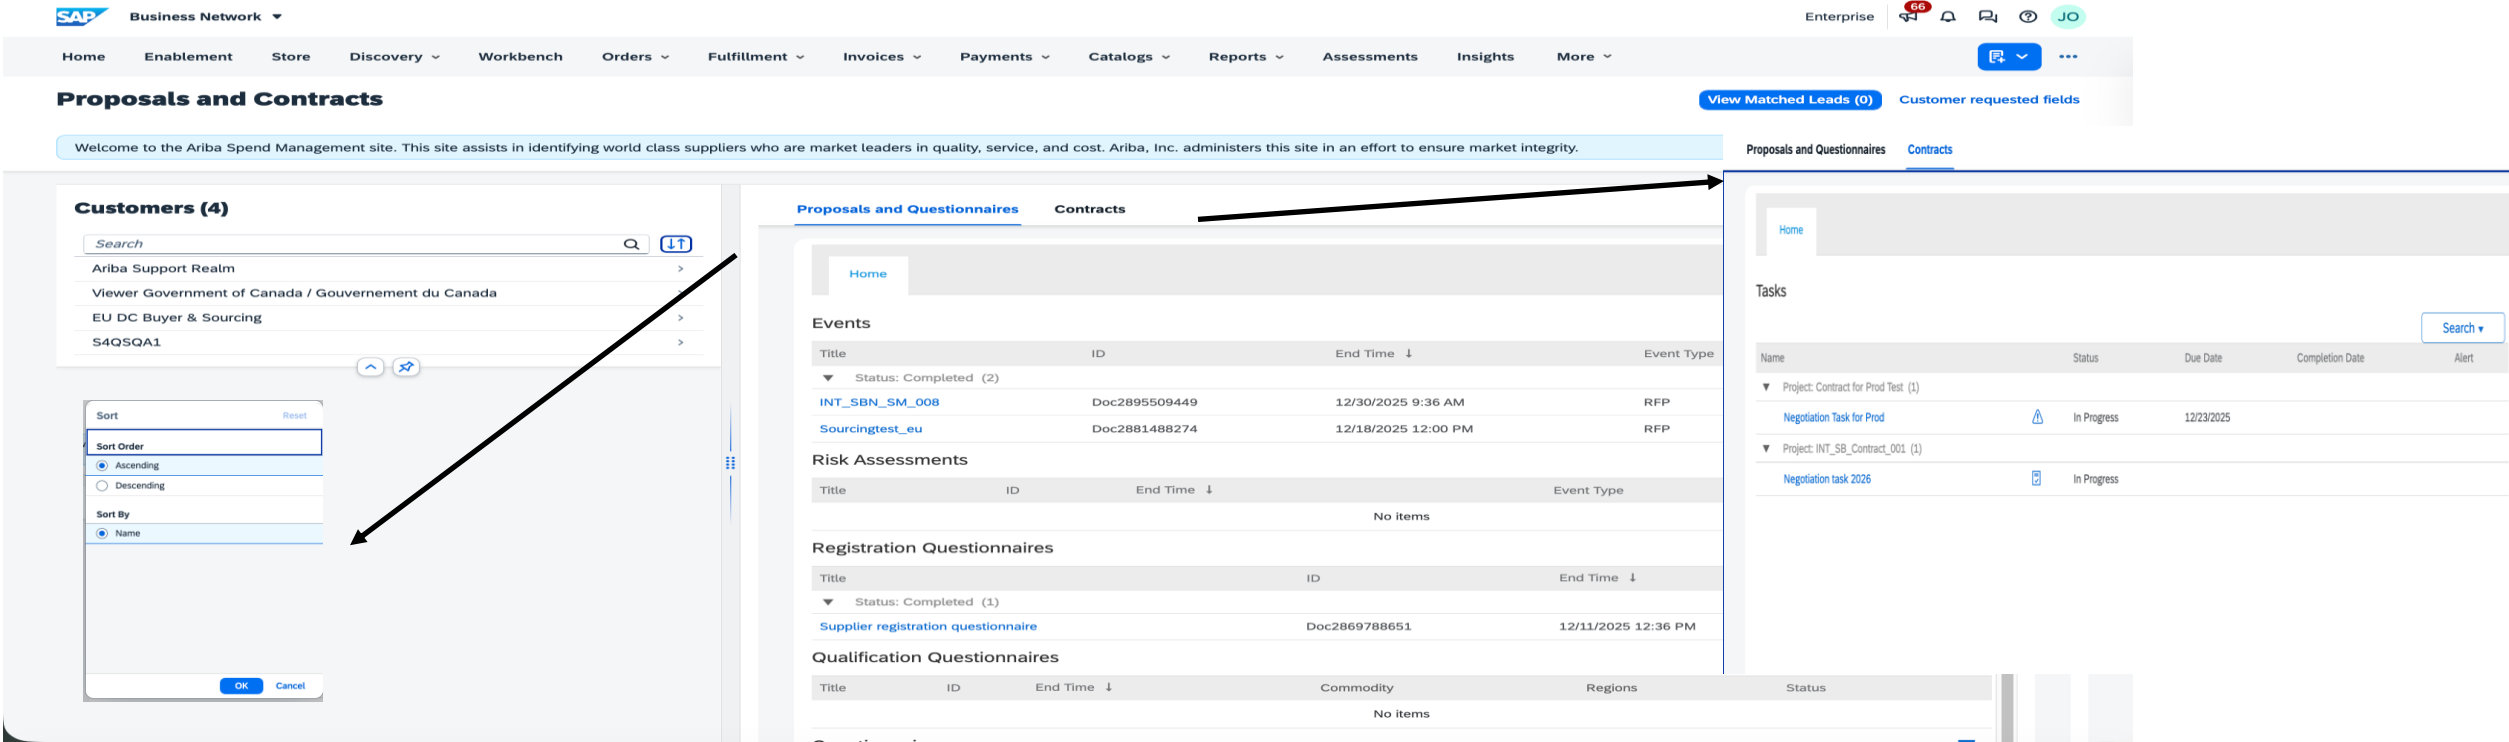 SAP Business Network
Enterprise 66 JO
Home Enablement Store Discovery Workbench Orders Fulfillment Invoices Payments Catalogs Reports Assessments Insights More
Proposals and Contracts
View Matched Leads (0) Customer requested fields
Welcome to the Ariba Spend Management site. This site assists in identifying world class suppliers who are market leaders in quality, service, and cost. Ariba, Inc. administers this site in an effort to ensure market integrity.
Customers (4)
Search
Ariba Support Realm
Viewer Government of Canada / Gouvernement du Canada
EU DC Buyer & Sourcing
S4QSQA1
Sort Reset
Sort Order
Ascending
Descending
Sort By
Name
OK Cancel
Proposals and Questionnaires Contracts
Home
Events
Title ID End Time ↓ Event Type
Status: Completed (2)
INT_SBN_SM_008 Doc2895509449 12/30/2025 9:36 AM RFP
Sourcingtest_eu Doc2881488274 12/18/2025 12:00 PM RFP
Risk Assessments
Title ID End Time ↓ Event Type
No items
Registration Questionnaires
Title ID End Time ↓
Status: Completed (1)
Supplier registration questionnaire Doc2869788651 12/11/2025 12:36 PM
Qualification Questionnaires
Title ID End Time ↓ Commodity Regions Status
No items
Proposals and Questionnaires Contracts
Home
Tasks
Search
Name Status Due Date Completion Date Alert
Project: Contract for Prod Test (1)
Negotiation Task for Prod In Progress 12/23/2025
Project: INT_SB_Contract_001 (1)
Negotiation task 2026 In Progress